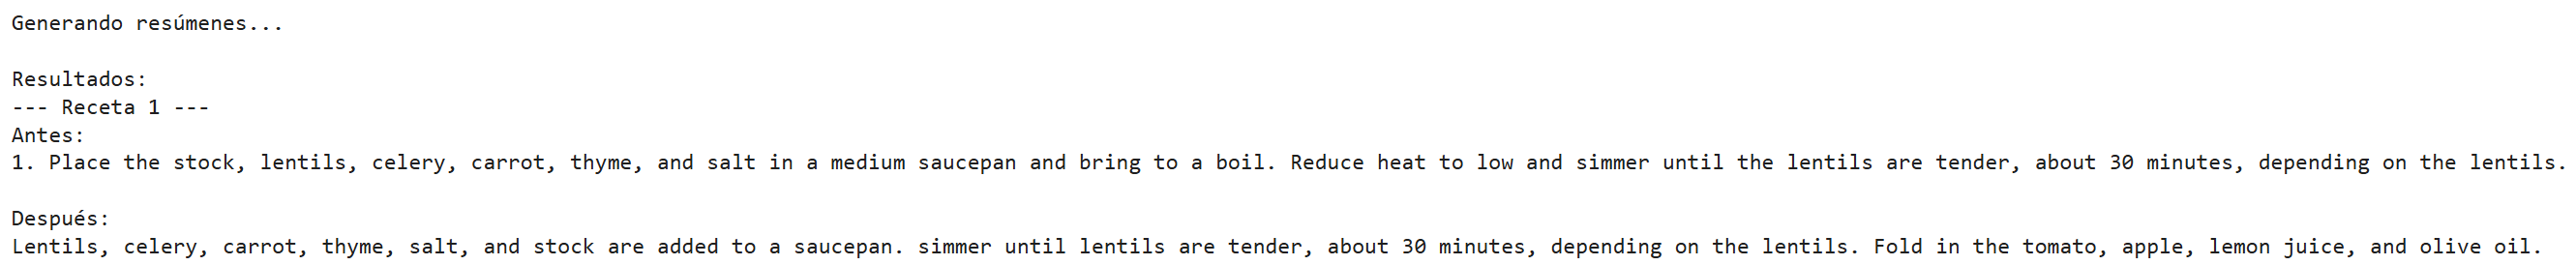 Generando resúmenes...
Resultados:
--- Receta 1 ---
Antes:
1. Place the stock, lentils, celery, carrot, thyme, and salt in a medium saucepan and bring to a boil. Reduce heat to low and simmer until the lentils are tender, about 30 minutes, depending on the lentils.
Después:
Lentils, celery, carrot, thyme, salt, and stock are added to a saucepan. simmer until lentils are tender, about 30 minutes, depending on the lentils. Fold in the tomato, apple, lemon juice, and olive oil.